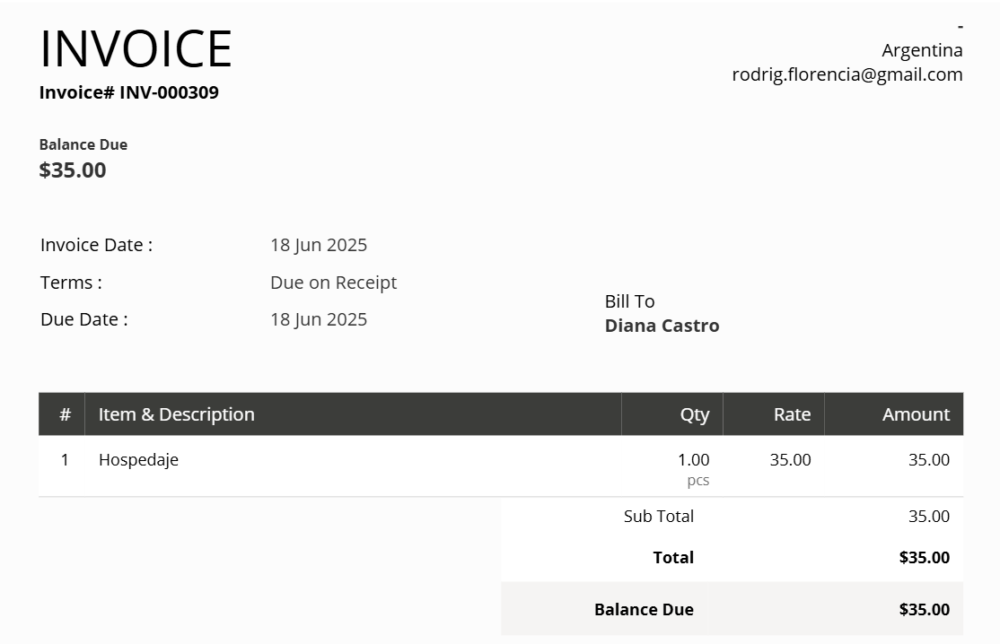 INVOICE
Invoice# INV-000309
-
Argentina
rodrig.florencia@gmail.com
Balance Due
$35.00
Invoice Date : 18 Jun 2025
Terms : Due on Receipt
Due Date : 18 Jun 2025
Bill To
Diana Castro
# Item & Description Qty Rate Amount
1 Hospedaje 1.00 35.00 35.00
pcs
Sub Total 35.00
Total $35.00
Balance Due $35.00